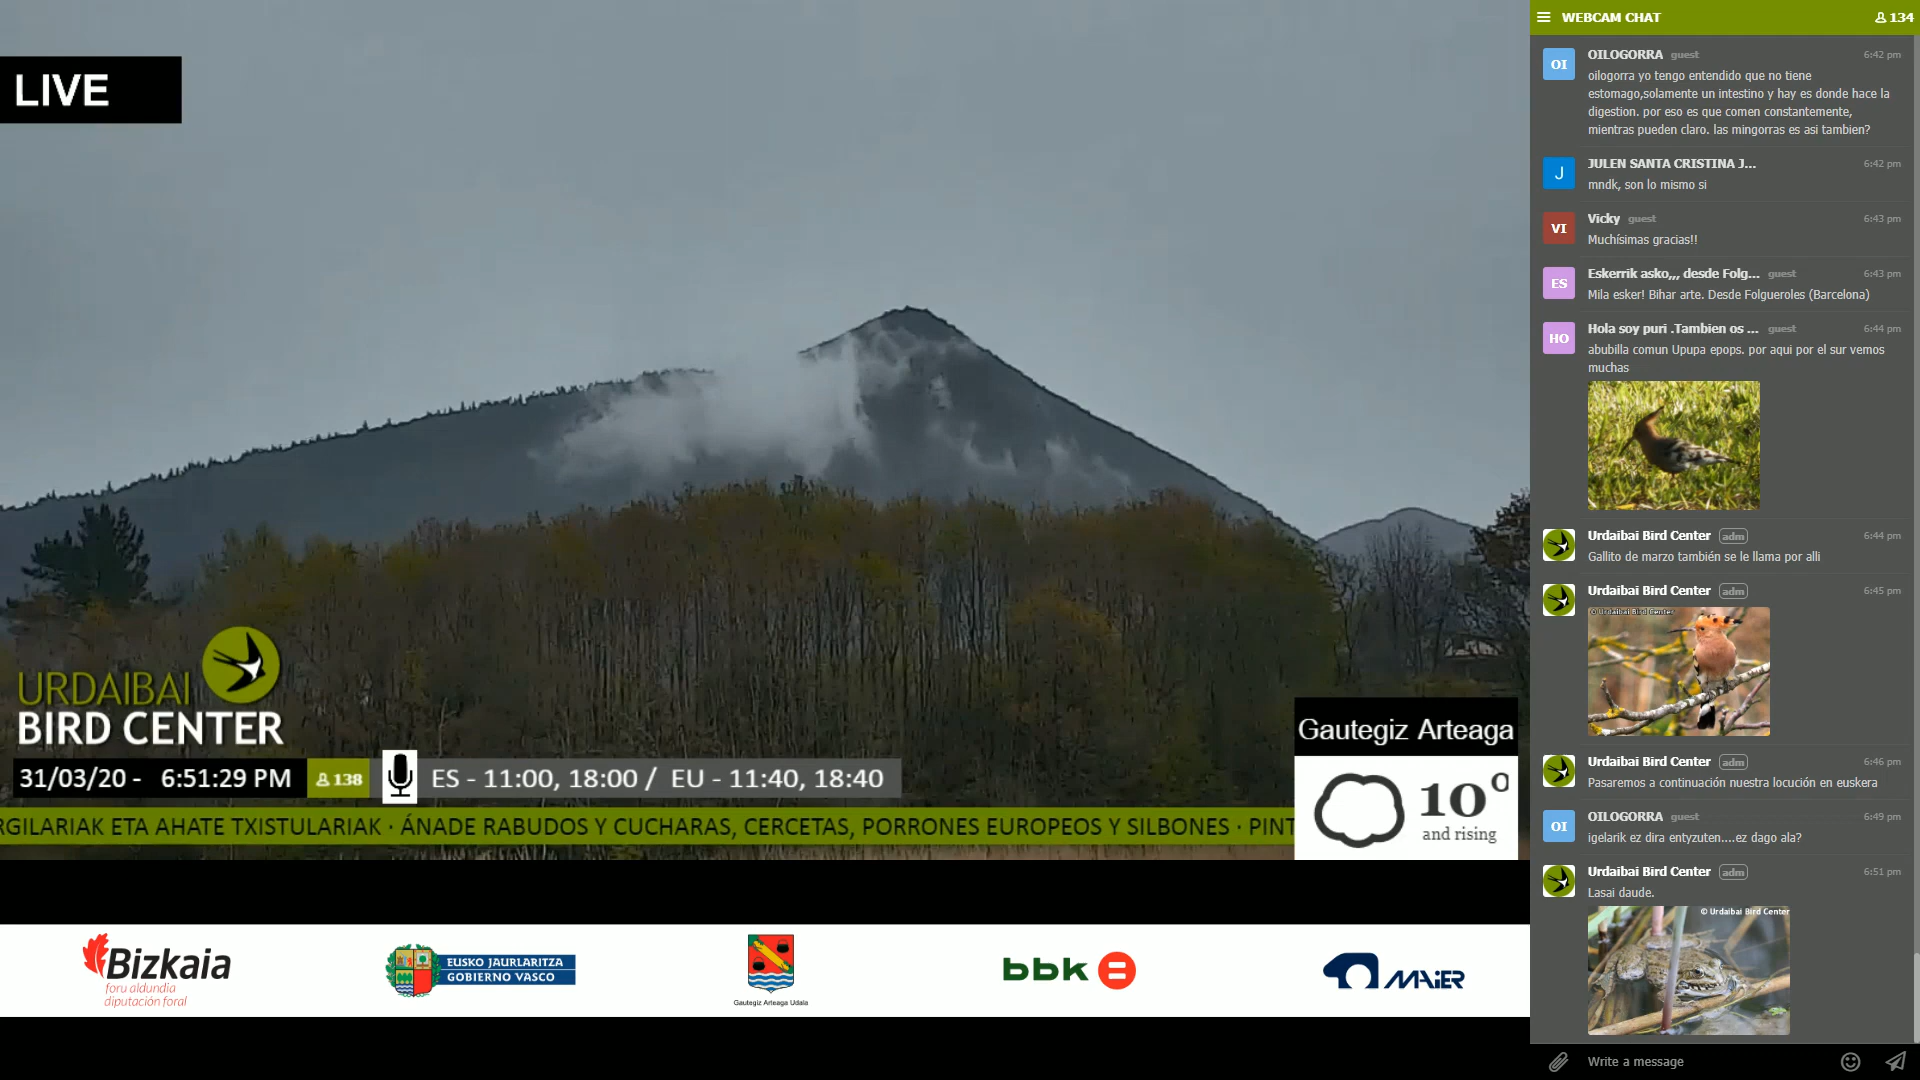 LIVE
URDAIBAI
BIRD CENTER
31/03/20 - 6:51:29 PM
138
ES - 11:00, 18:00 / EU - 11:40, 18:40
RGILARIAK ETA AHATE TXISTULARIAK · ÁNADE RABUDOS Y CUCHARAS, CERCETAS, PORRONES EUROPEOS Y SILBONES · PINT
Gautegiz Arteaga
10°
and rising
Bizkaia
foru aldundia
diputación foral
EUSKO JAURLARITZA
GOBIERNO VASCO
Gautegiz Arteaga Udala
bbk
MAIER
WEBCAM CHAT
134
OI
OILOGORRA guest 6:42 pm
oilogorra yo tengo entendido que no tiene
estomago,solamente un intestino y hay es donde hace la
digestion. por eso es que comen constantemente,
mientras pueden claro. las mingorras es asi tambien?
J
JULEN SANTA CRISTINA J... 6:42 pm
mndk, son lo mismo si
VI
Vicky guest 6:43 pm
Muchísimas gracias!!
ES
Eskerrik asko,,, desde Folg... guest 6:43 pm
Mila esker! Bihar arte. Desde Folgueroles (Barcelona)
HO
Hola soy puri .Tambien os ... guest 6:44 pm
abubilla comun Upupa epops. por aqui por el sur vemos
muchas
Urdaibai Bird Center adm 6:44 pm
Gallito de marzo también se le llama por alli
Urdaibai Bird Center adm 6:45 pm
© Urdaibai Bird Center
Urdaibai Bird Center adm 6:46 pm
Pasaremos a continuación nuestra locución en euskera
OI
OILOGORRA guest 6:49 pm
igelarik ez dira entyzuten....ez dago ala?
Urdaibai Bird Center adm 6:51 pm
Lasai daude.
© Urdaibai Bird Center
Write a message